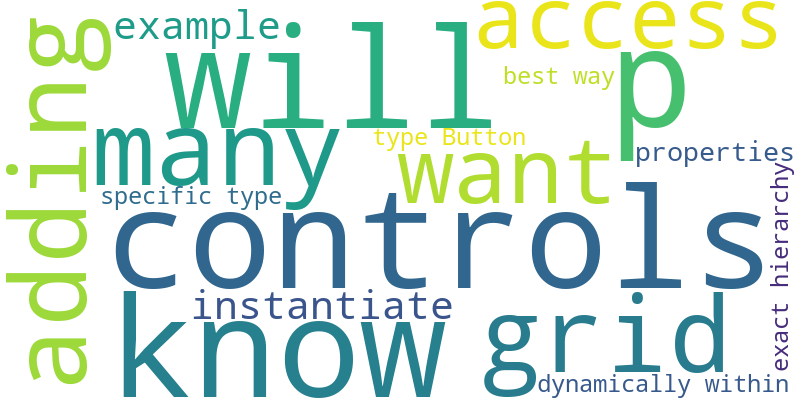 example
access
will
p
best way
adding
many
type Button
want
properties
specific type
controls
exact hierarchy
instantiate
know
grid
dynamically within